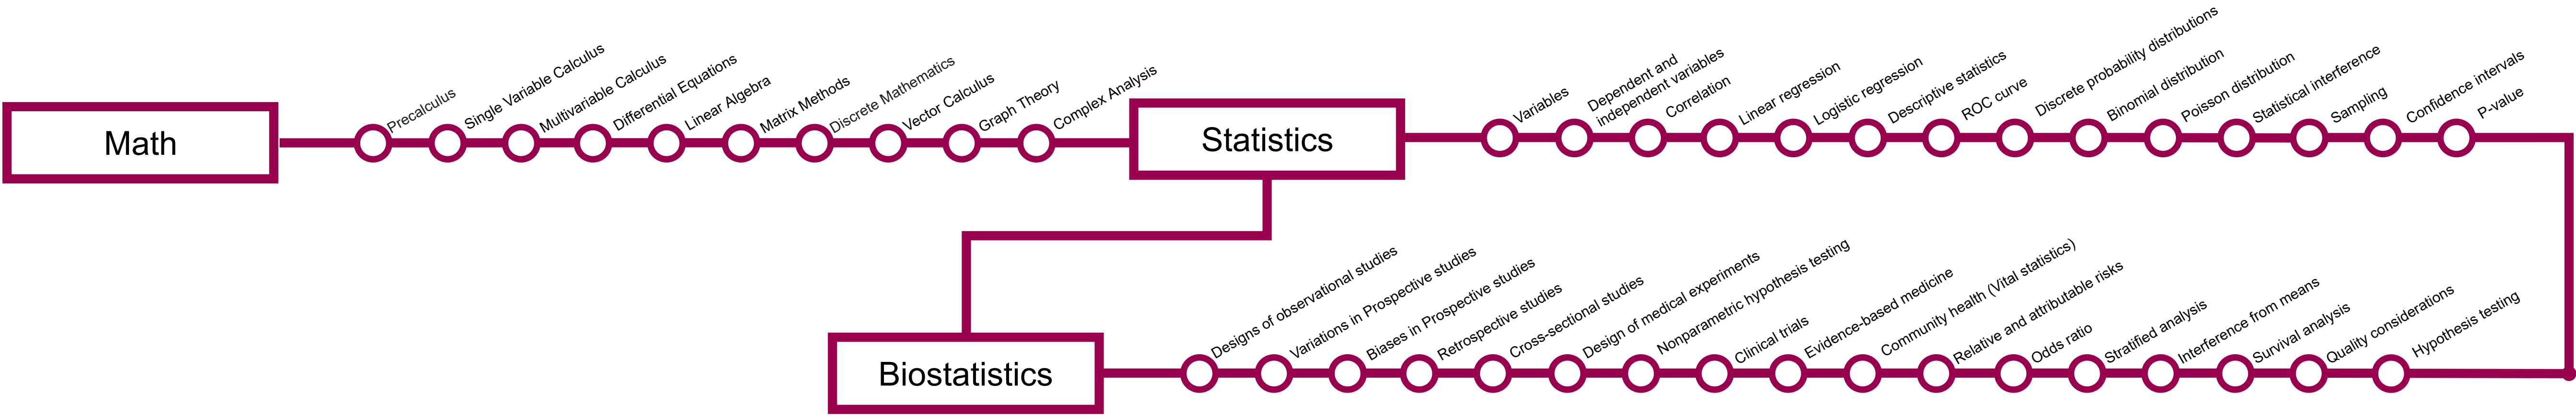 Math
Precalculus
Single Variable Calculus
Multivariable Calculus
Differential Equations
Linear Algebra
Matrix Methods
Discrete Mathematics
Vector Calculus
Graph Theory
Complex Analysis
Statistics
Variables
Dependent and
independent variables
Correlation
Linear regression
Logistic regression
Descriptive statistics
ROC curve
Discrete probability distributions
Binomial distribution
Poisson distribution
Statistical interference
Sampling
Confidence intervals
P-value
Biostatistics
Designs of observational studies
Variations in Prospective studies
Biases in Prospective studies
Retrospective studies
Cross-sectional studies
Design of medical experiments
Nonparametric hypothesis testing
Clinical trials
Evidence-based medicine
Community health (Vital statistics)
Relative and attributable risks
Odds ratio
Stratified analysis
Interference from means
Survival analysis
Quality considerations
Hypothesis testing